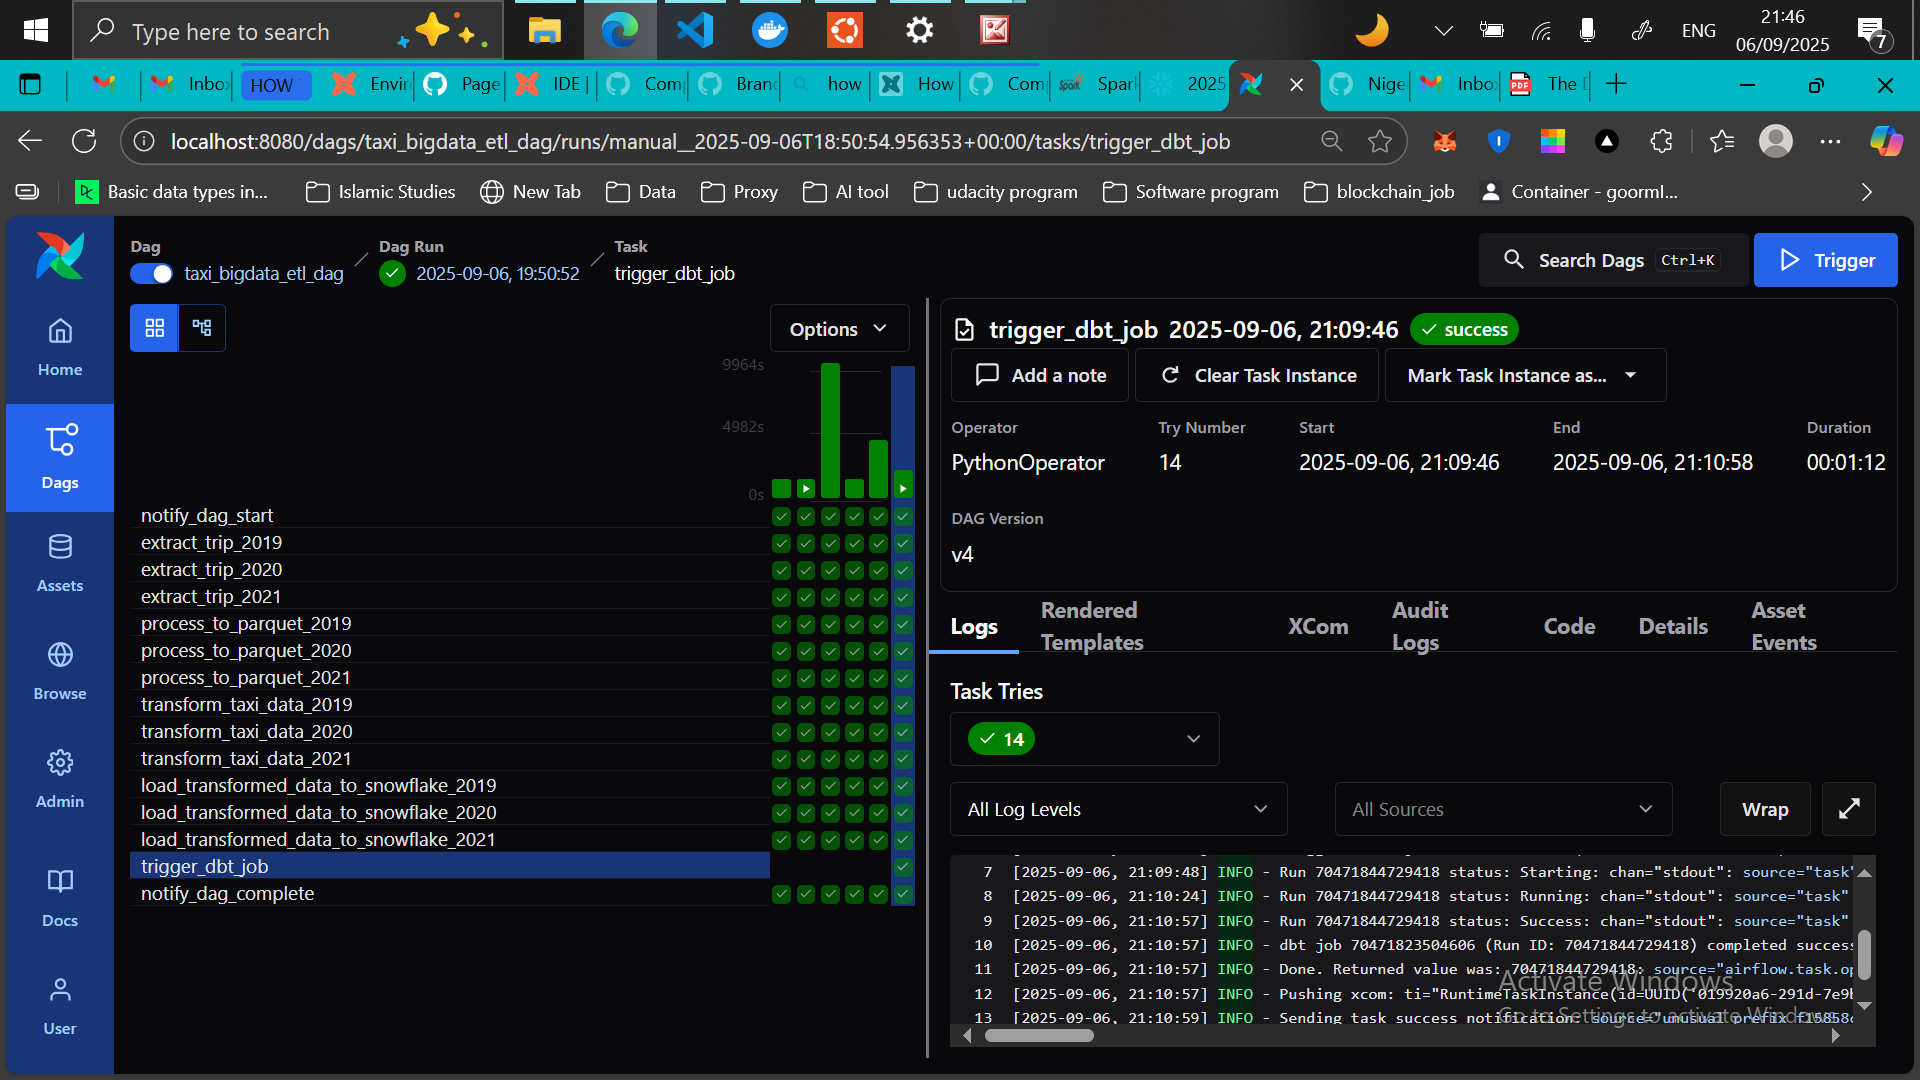 Type here to search
ENG
21:46
06/09/2025
7
Inbo
HOW
Envir
Page
IDE |
Com
Branc
how
How
Com
Spark
Spar
2025
Nige
Inbo
PDF
The D
localhost:8080/dags/taxi_bigdata_etl_dag/runs/manual__2025-09-06T18:50:54.956353+00:00/tasks/trigger_dbt_job
Basic data types in...
Islamic Studies
New Tab
Data
Proxy
AI tool
udacity program
Software program
blockchain_job
Container - goorml...
Dag
taxi_bigdata_etl_dag
Dag Run
2025-09-06, 19:50:52
Task
trigger_dbt_job
Search Dags
Ctrl+K
Trigger
Home
Dags
Assets
Browse
Admin
Docs
User
Options
9964s
4982s
0s
notify_dag_start
extract_trip_2019
extract_trip_2020
extract_trip_2021
process_to_parquet_2019
process_to_parquet_2020
process_to_parquet_2021
transform_taxi_data_2019
transform_taxi_data_2020
transform_taxi_data_2021
load_transformed_data_to_snowflake_2019
load_transformed_data_to_snowflake_2020
load_transformed_data_to_snowflake_2021
trigger_dbt_job
notify_dag_complete
trigger_dbt_job 2025-09-06, 21:09:46
success
Add a note
Clear Task Instance
Mark Task Instance as...
Operator
PythonOperator
Try Number
14
Start
2025-09-06, 21:09:46
End
2025-09-06, 21:10:58
Duration
00:01:12
DAG Version
v4
Logs
Rendered
Templates
XCom
Audit
Logs
Code
Details
Asset
Events
Task Tries
14
All Log Levels
All Sources
Wrap
7 [2025-09-06, 21:09:48] INFO - Run 70471844729418 status: Starting: chan="stdout": source="task"
8 [2025-09-06, 21:10:24] INFO - Run 70471844729418 status: Running: chan="stdout": source="task"
9 [2025-09-06, 21:10:57] INFO - Run 70471844729418 status: Success: chan="stdout": source="task"
10 [2025-09-06, 21:10:57] INFO - dbt job 70471823504606 (Run ID: 70471844729418) completed success
11 [2025-09-06, 21:10:57] INFO - Done. Returned value was: 70471844729418: source="airflow.task.op
12 [2025-09-06, 21:10:57] INFO - Pushing xcom: ti="RuntimeTaskInstance(id=UUID('019920a6-291d-7e9b
13 [2025-09-06, 21:10:59] INFO - Sending task success notification: source="unusual_prefix_f15858c
Activate Windows
Go to Settings to activate Windows.